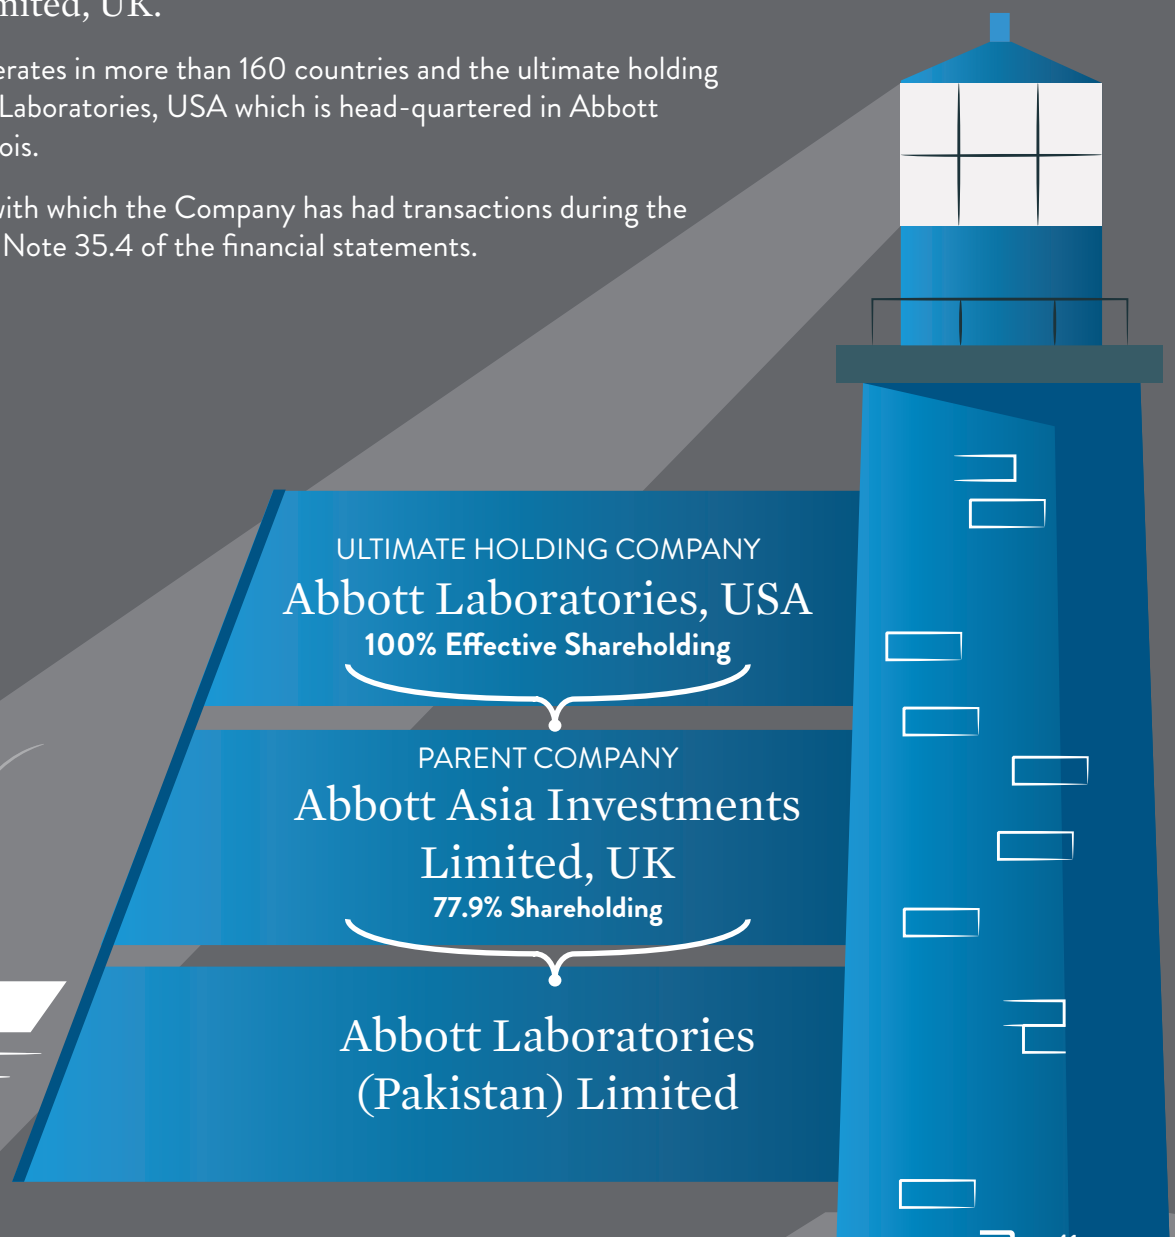 mited, UK.
erates in more than 160 countries and the ultimate holding
Laboratories, USA which is head-quartered in Abbott
ois.
with which the Company has had transactions during the
Note 35.4 of the financial statements.
ULTIMATE HOLDING COMPANY
Abbott Laboratories, USA
100% Effective Shareholding
PARENT COMPANY
Abbott Asia Investments
Limited, UK
77.9% Shareholding
Abbott Laboratories
(Pakistan) Limited